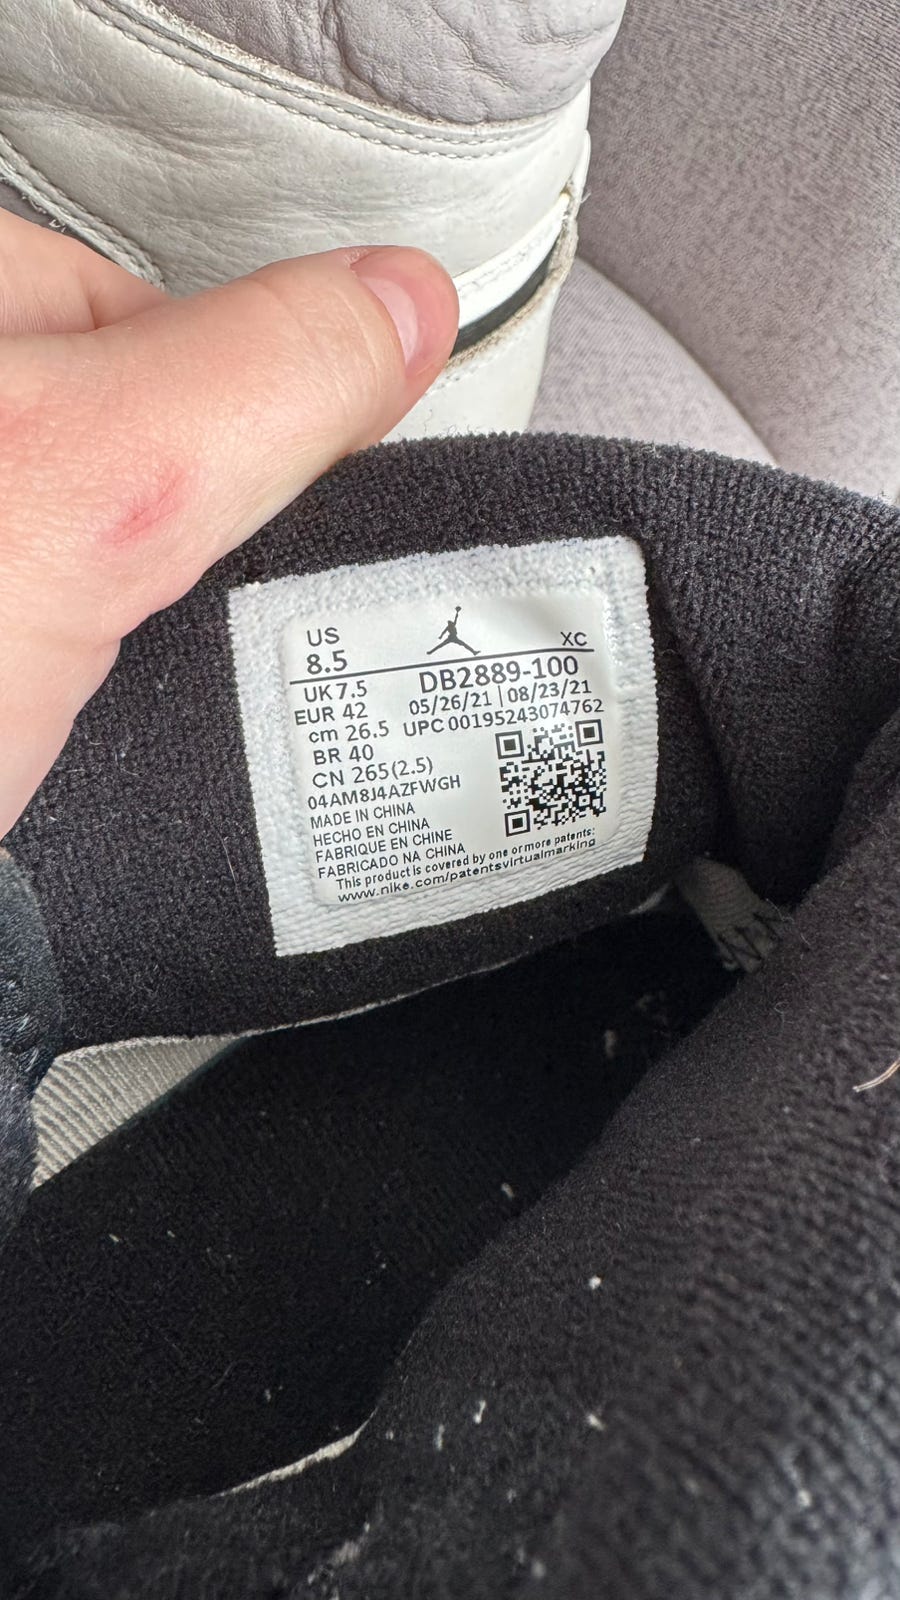 US
8.5
XC
UK 7.5
EUR 42
cm 26.5
BR 40
CN 265(2.5)
DB2889-100
05/26/21 | 08/23/21
UPC 00195243074762
04AM8J4AZFWGH
MADE IN CHINA
HECHO EN CHINA
FABRIQUE EN CHINE
FABRICADO NA CHINA
This product is covered by one or more patents:
www.nike.com/patentsvirtualmarking